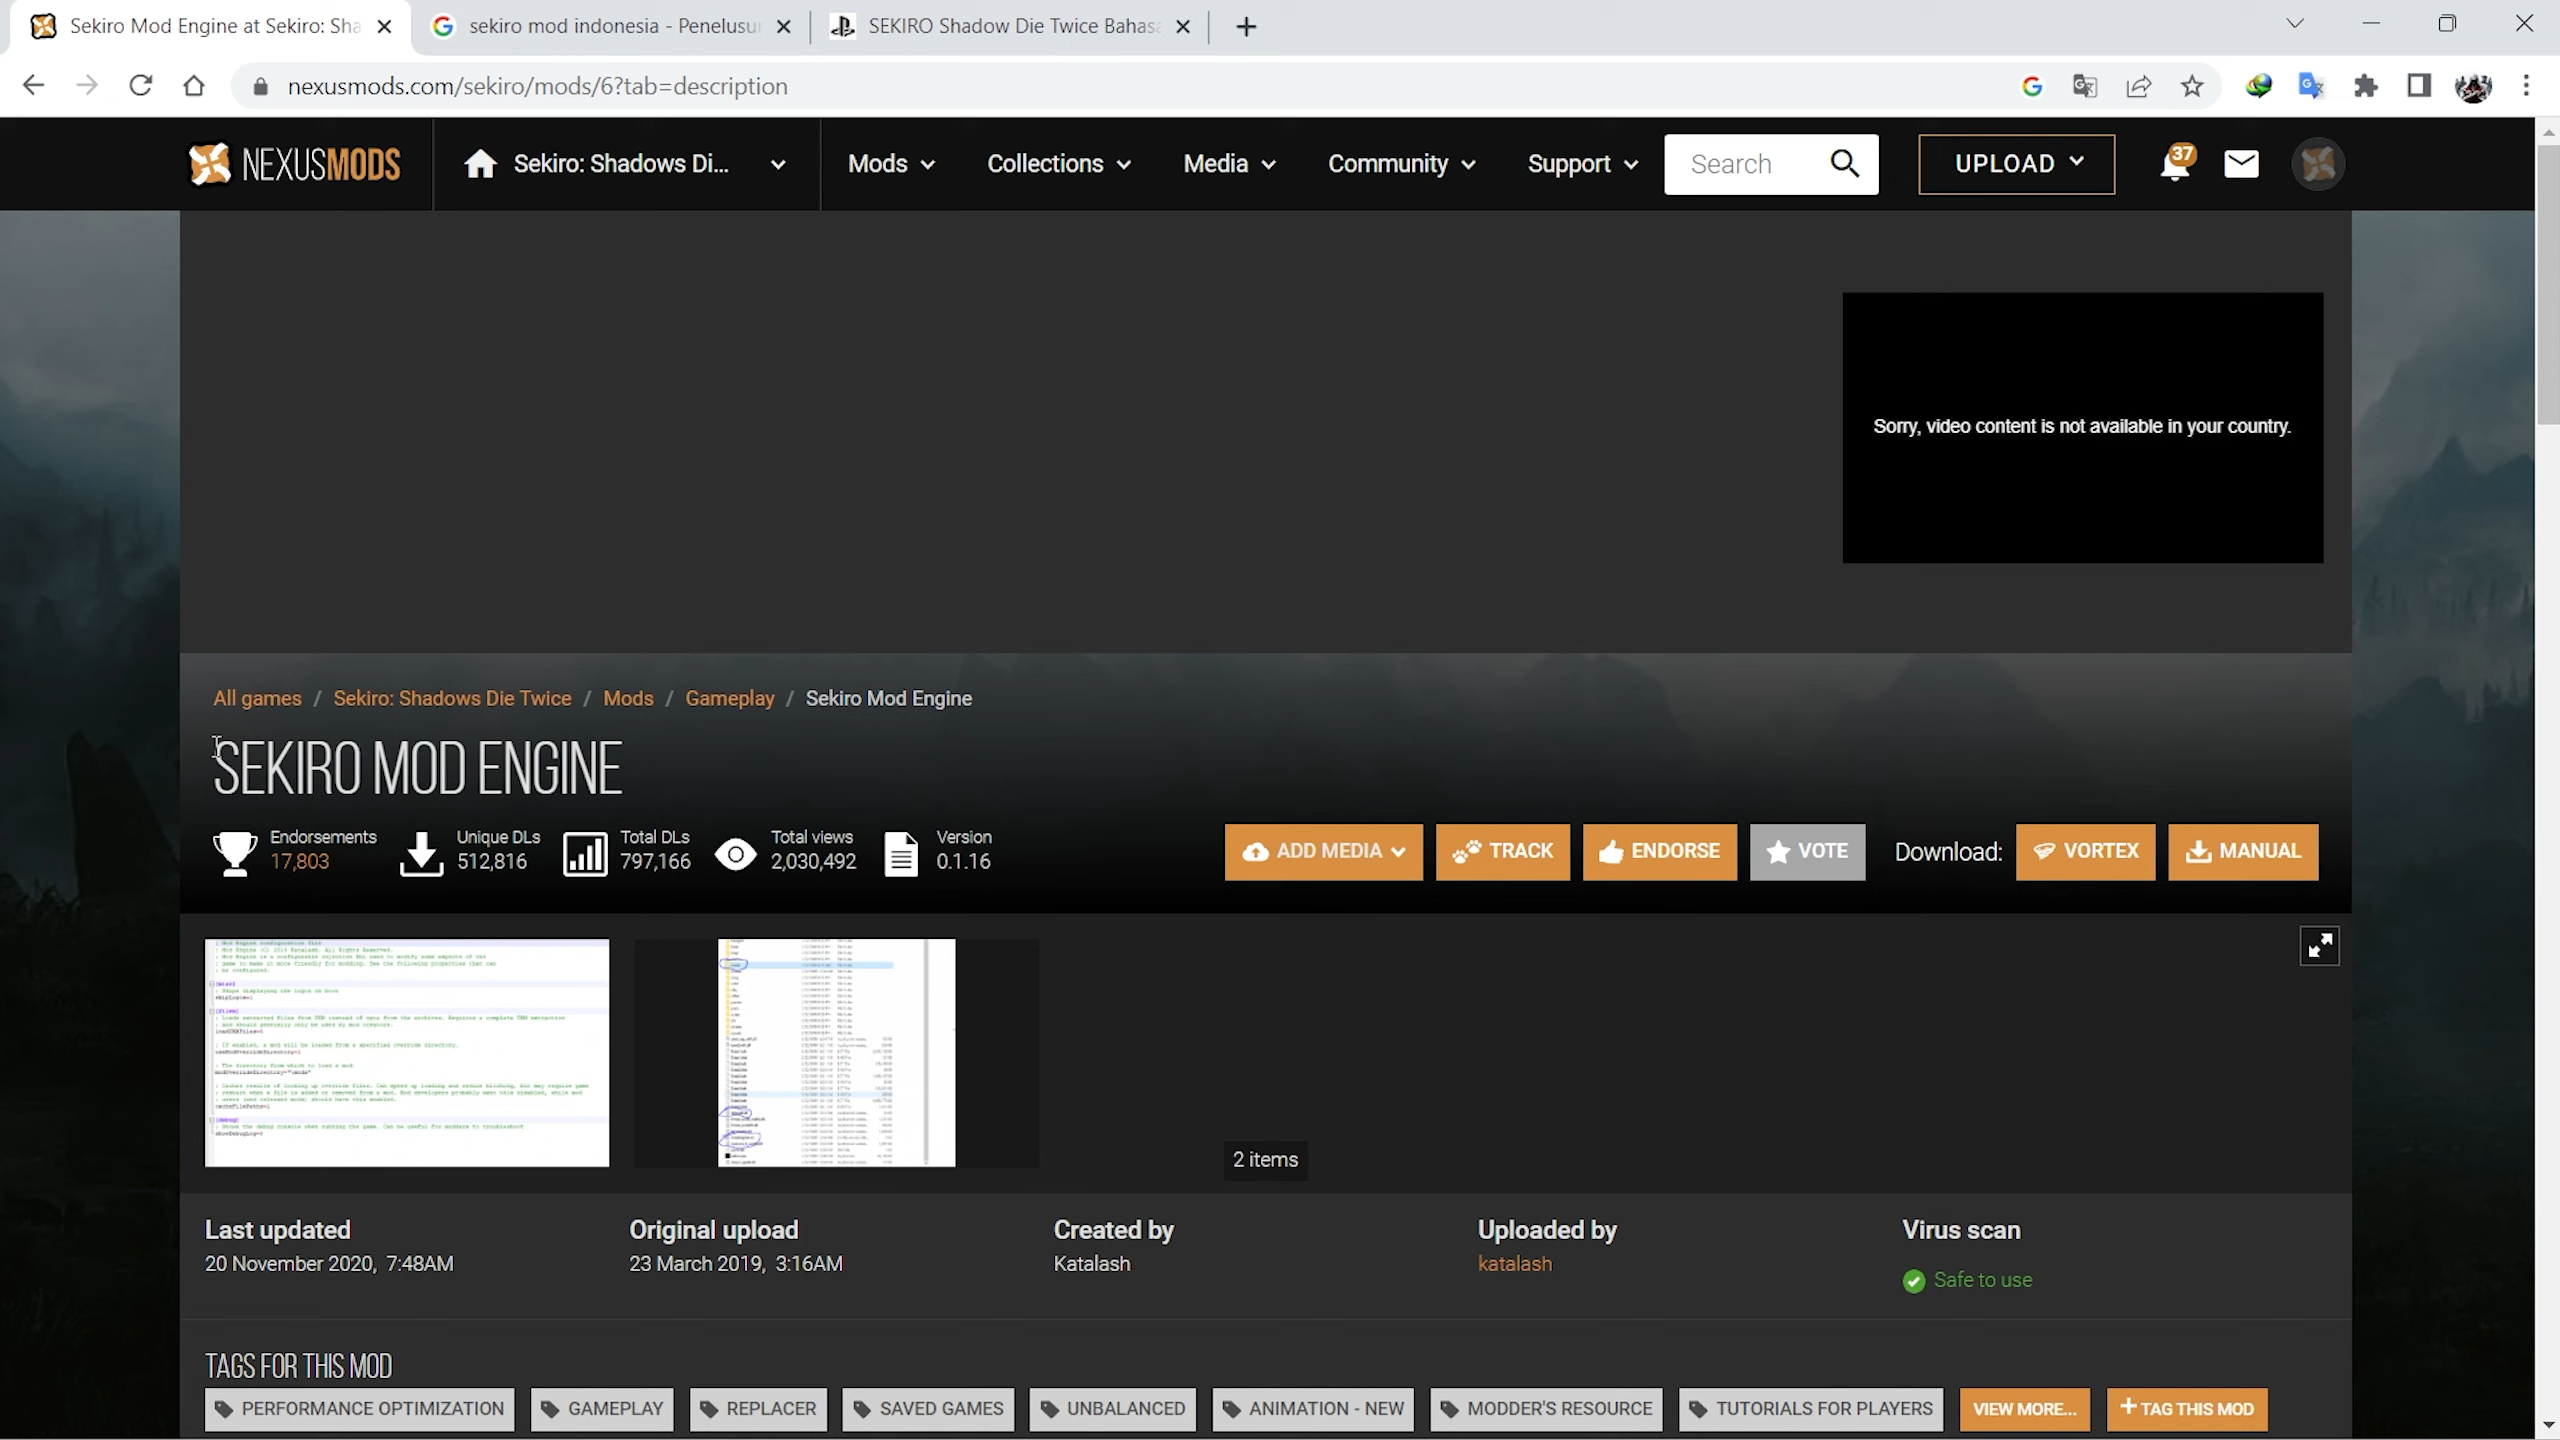 Sekiro Mod Engine at Sekiro: Sha
sekiro mod indonesia - Penelusur
SEKIRO Shadow Die Twice Bahasa
nexusmods.com/sekiro/mods/6?tab=description
NEXUSMODS
Sekiro: Shadows Di...
Mods
Collections
Media
Community
Support
Search
UPLOAD
37
Sorry, video content is not available in your country.
All games / Sekiro: Shadows Die Twice / Mods / Gameplay / Sekiro Mod Engine
SEKIRO MOD ENGINE
Endorsements
17,803
Unique DLs
512,816
Total DLs
797,166
Total views
2,030,492
Version
0.1.16
ADD MEDIA
TRACK
ENDORSE
VOTE
Download:
VORTEX
MANUAL
2 items
Last updated
20 November 2020, 7:48AM
Original upload
23 March 2019, 3:16AM
Created by
Katalash
Uploaded by
katalash
Virus scan
Safe to use
TAGS FOR THIS MOD
PERFORMANCE OPTIMIZATION
GAMEPLAY
REPLACER
SAVED GAMES
UNBALANCED
ANIMATION - NEW
MODDER'S RESOURCE
TUTORIALS FOR PLAYERS
VIEW MORE...
+ TAG THIS MOD